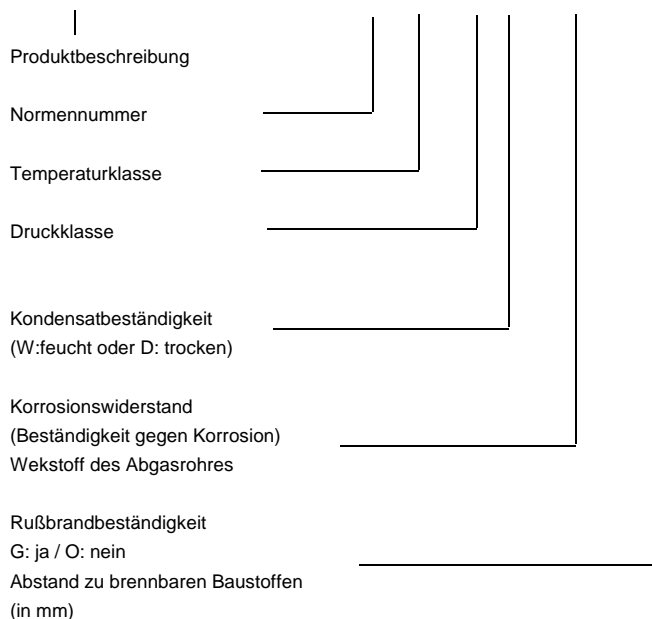 Produktbeschreibung
Normennummer
Temperaturklasse
Druckklasse
Kondensatbeständigkeit
(W:feucht oder D: trocken)
Korrosionswiderstand
(Beständigkeit gegen Korrosion)
Wekstoff des Abgasrohres
Rußbrandbeständigkeit
G: ja / O: nein
Abstand zu brennbaren Baustoffen
(in mm)